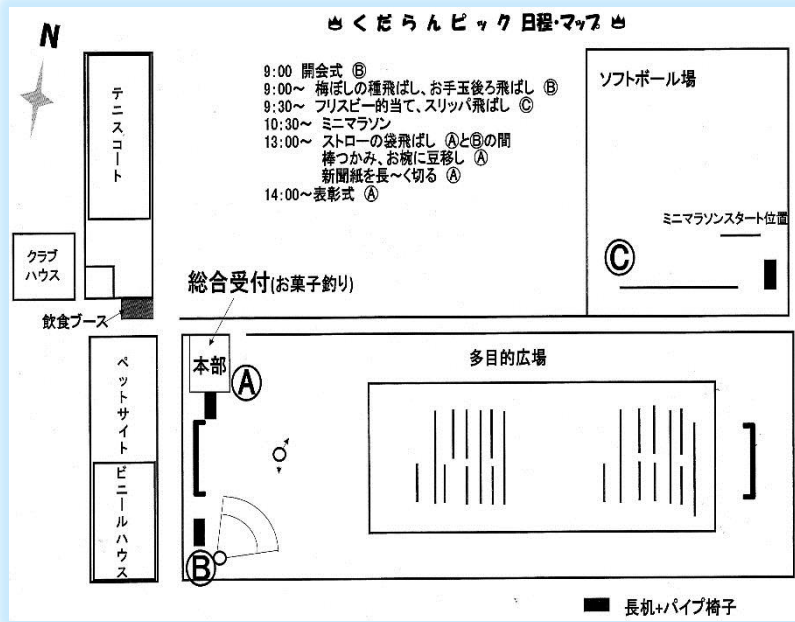 くだらんピック 日程・マップ
N
9:00 開会式 Ⓑ
9:00～ 梅ぼしの種飛ばし、お手玉後ろ飛ばし Ⓑ
9:30～ フリスビー的当て、スリッパ飛ばし Ⓒ
10:30～ ミニマラソン
13:00～ ストローの袋飛ばし ⒶとⒷの間
棒つかみ、お椀に豆移し Ⓐ
新聞紙を長～く切る Ⓐ
14:00～表彰式 Ⓐ
テニスコート
ソフトボール場
ミニマラソンスタート位置
Ⓒ
クラブ
ハウス
飲食ブース
総合受付(お菓子釣り)
本部
Ⓐ
多目的広場
ペットサイト
ビニールハウス
Ⓑ
長机+パイプ椅子